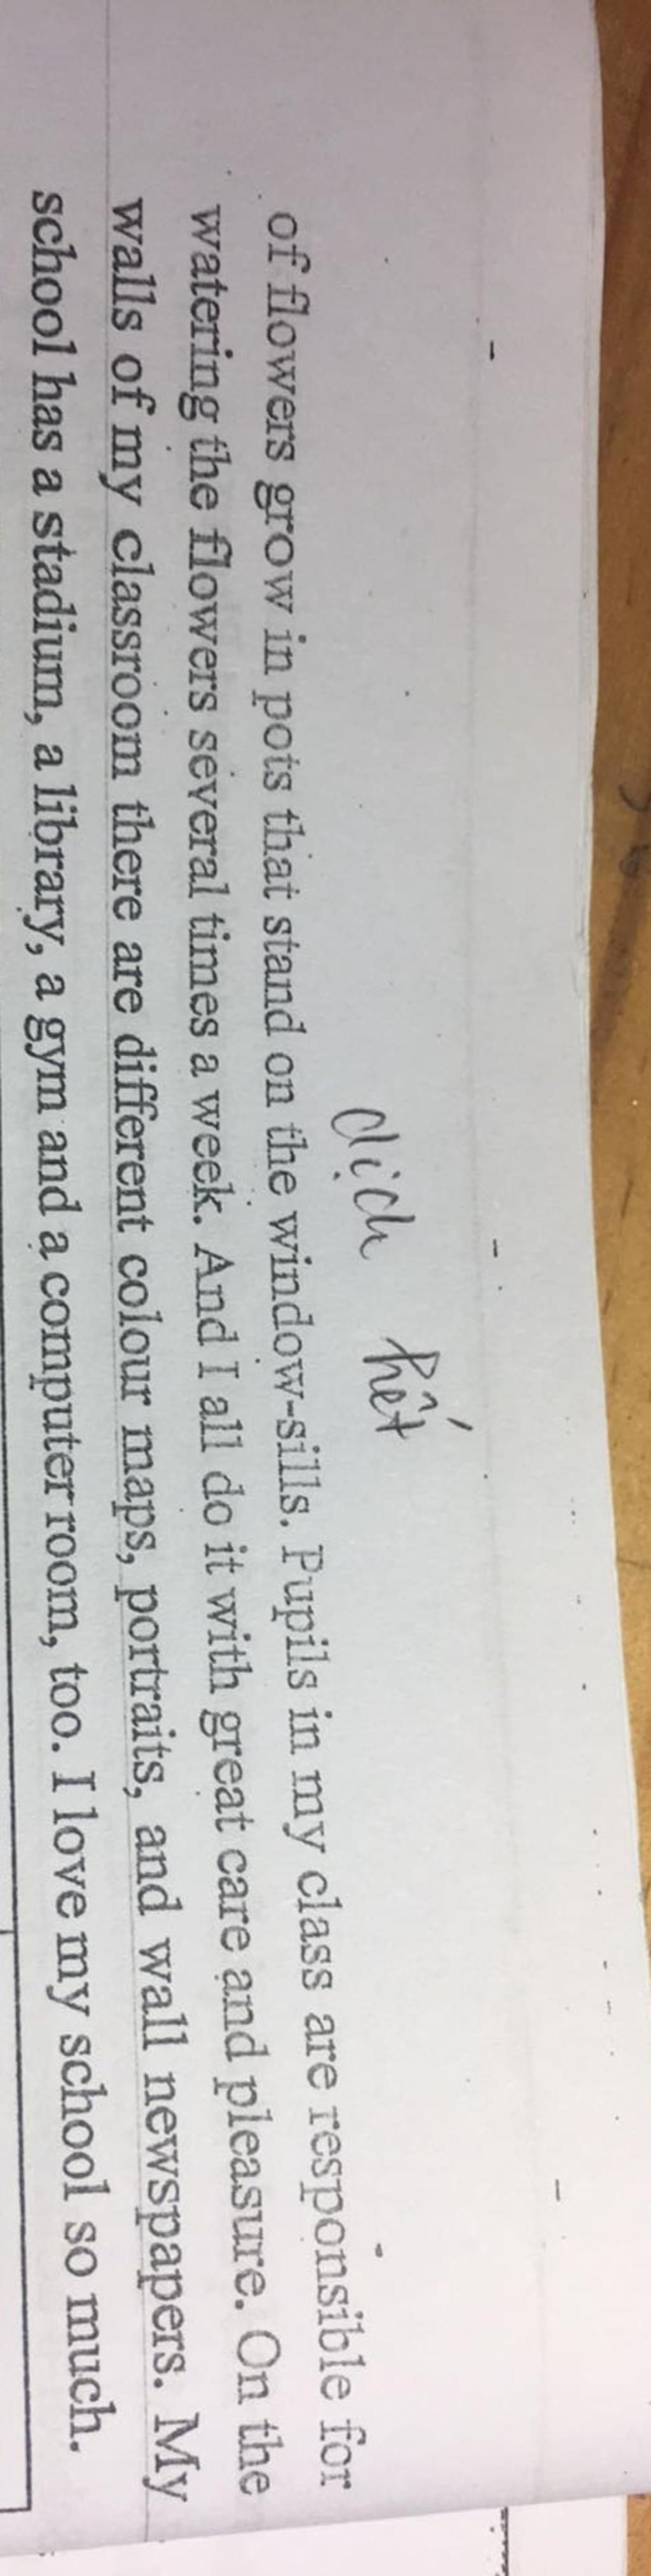 dịch hết
of flowers grow in pots that stand on the window-sills. Pupils in my class are responsible for
watering the flowers several times a week. And I all do it with great care and pleasure. On the
walls of my classroom there are different colour maps, portraits, and wall newspapers. My
school has a stadium, a library, a gym and a computer room, too. I love my school so much.